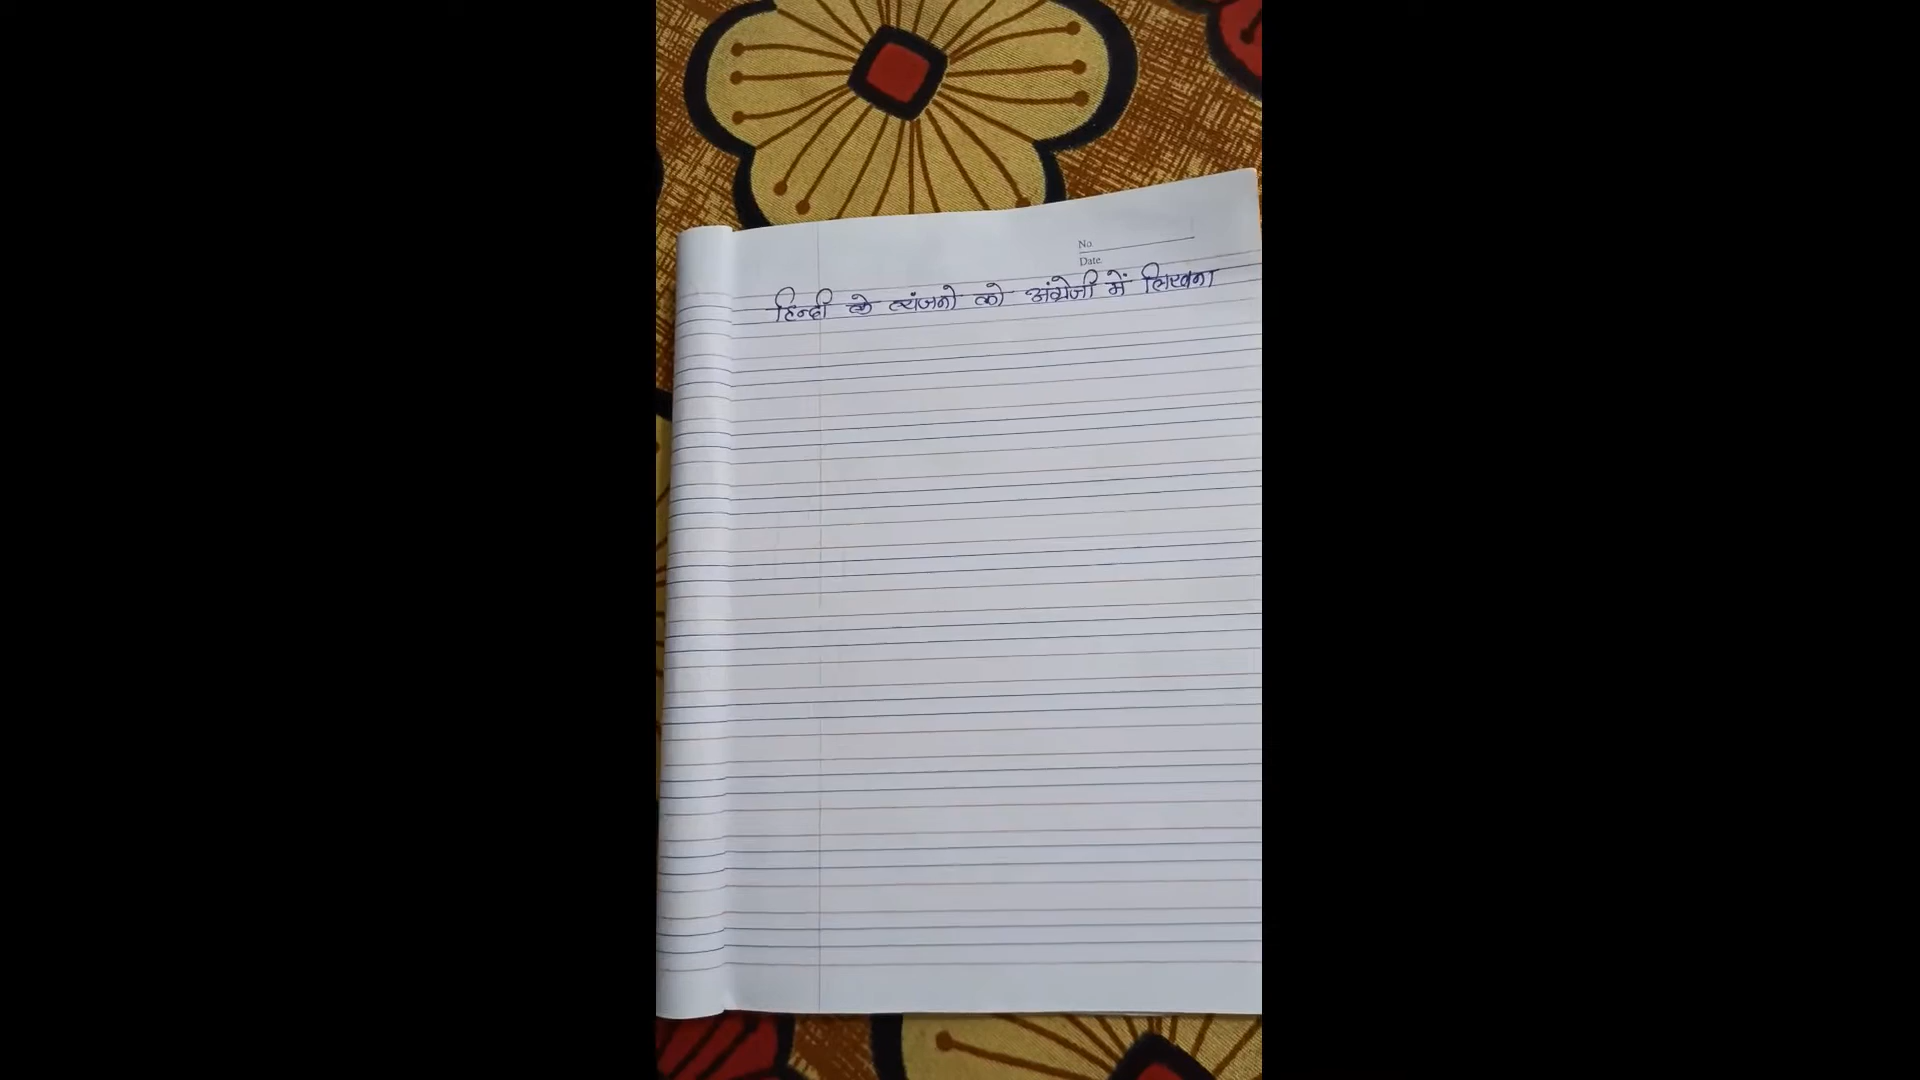 No.
Date.
हिन्दी के व्यंजनो को अंग्रेजी में लिखना